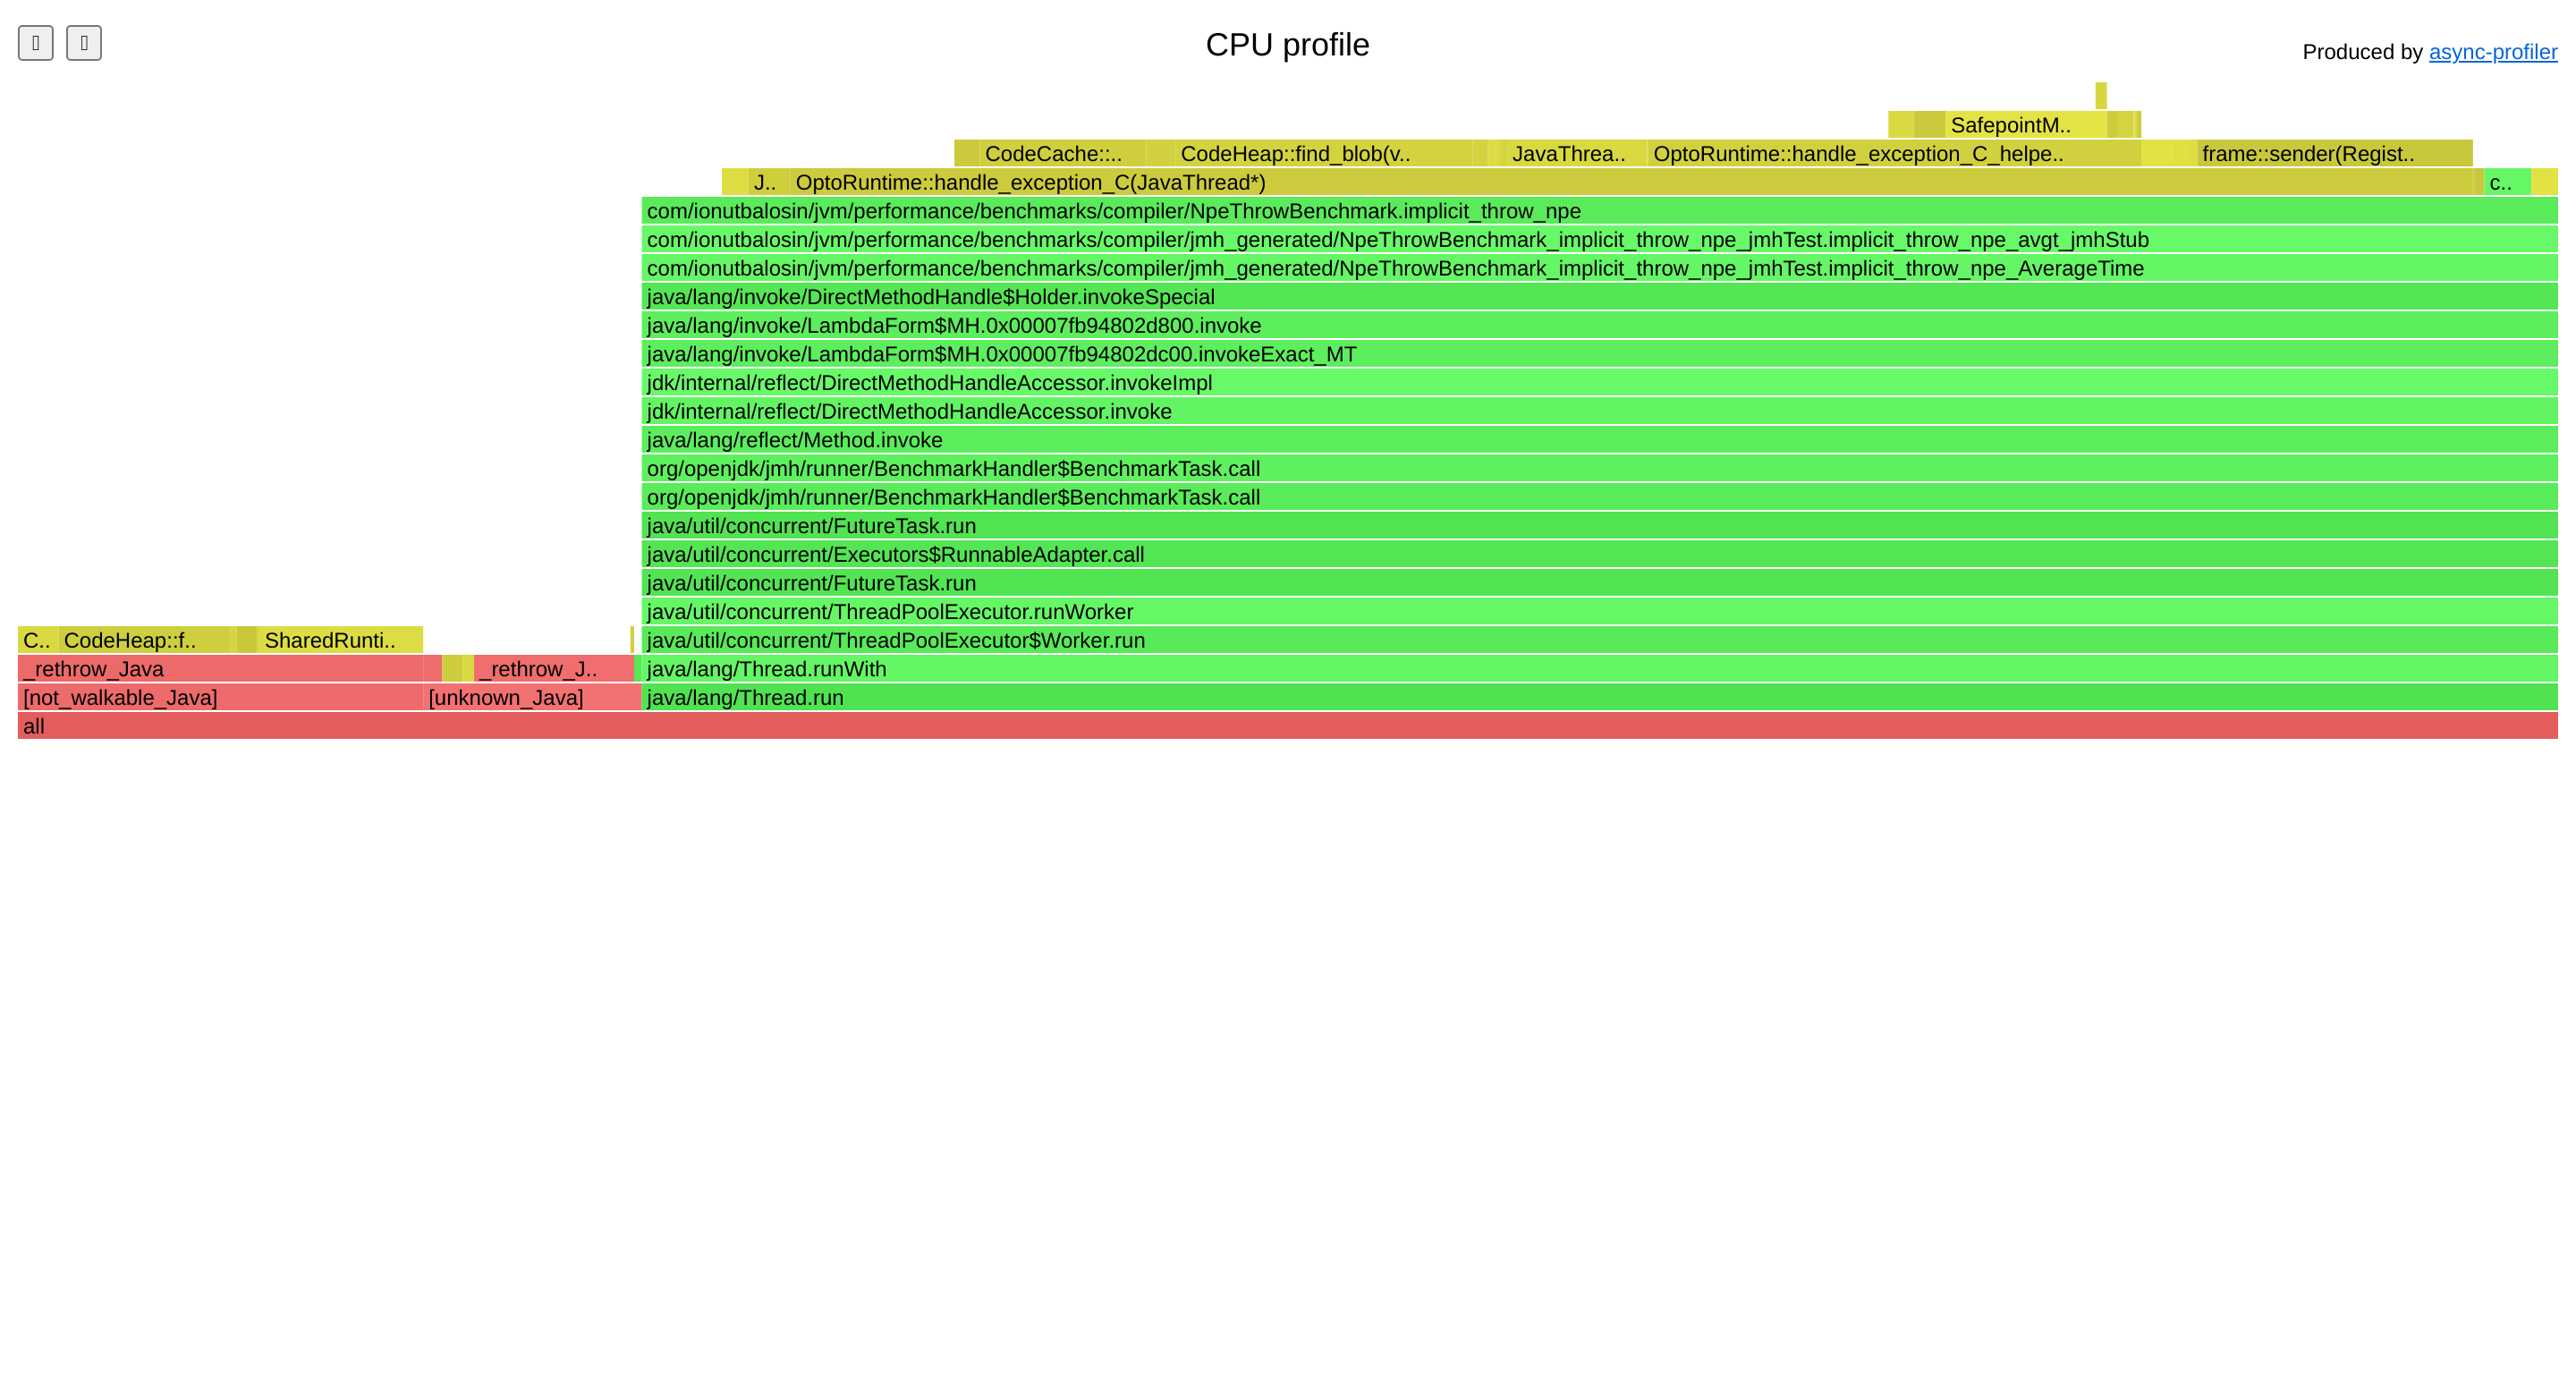 CPU profile
Produced by async-profiler
SafepointM..
CodeCache::.. CodeHeap::find_blob(v.. JavaThrea.. OptoRuntime::handle_exception_C_helpe.. frame::sender(Regist..
J.. OptoRuntime::handle_exception_C(JavaThread*) c..
com/ionutbalosin/jvm/performance/benchmarks/compiler/NpeThrowBenchmark.implicit_throw_npe
com/ionutbalosin/jvm/performance/benchmarks/compiler/jmh_generated/NpeThrowBenchmark_implicit_throw_npe_jmhTest.implicit_throw_npe_avgt_jmhStub
com/ionutbalosin/jvm/performance/benchmarks/compiler/jmh_generated/NpeThrowBenchmark_implicit_throw_npe_jmhTest.implicit_throw_npe_AverageTime
java/lang/invoke/DirectMethodHandle$Holder.invokeSpecial
java/lang/invoke/LambdaForm$MH.0x00007fb94802d800.invoke
java/lang/invoke/LambdaForm$MH.0x00007fb94802dc00.invokeExact_MT
jdk/internal/reflect/DirectMethodHandleAccessor.invokeImpl
jdk/internal/reflect/DirectMethodHandleAccessor.invoke
java/lang/reflect/Method.invoke
org/openjdk/jmh/runner/BenchmarkHandler$BenchmarkTask.call
org/openjdk/jmh/runner/BenchmarkHandler$BenchmarkTask.call
java/util/concurrent/FutureTask.run
java/util/concurrent/Executors$RunnableAdapter.call
java/util/concurrent/FutureTask.run
java/util/concurrent/ThreadPoolExecutor.runWorker
C.. CodeHeap::f.. SharedRunti.. java/util/concurrent/ThreadPoolExecutor$Worker.run
_rethrow_Java _rethrow_J.. java/lang/Thread.runWith
[not_walkable_Java] [unknown_Java] java/lang/Thread.run
all